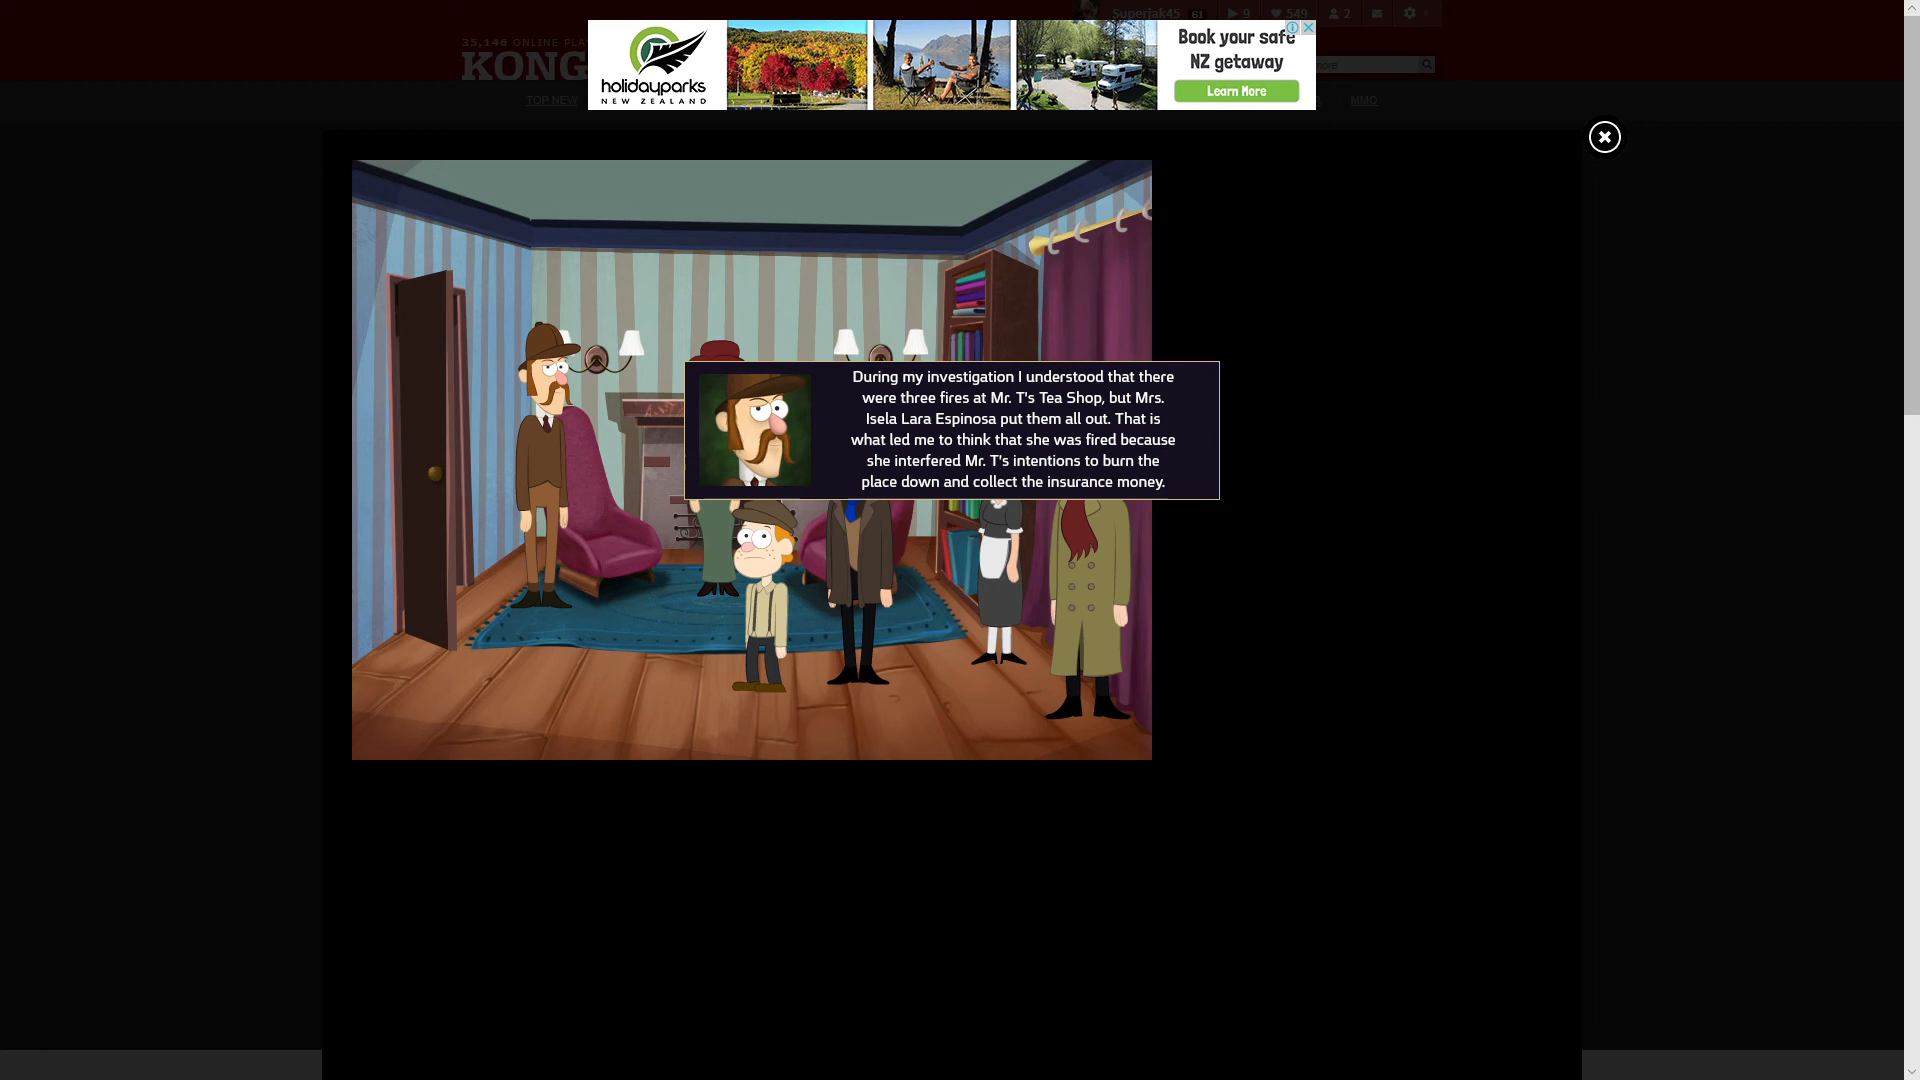 Superjak45 61 9 549 2
35,146 ONLINE PLA
KONG
holidayparks
NEW ZEALAND
Book your safe
NZ getaway
Learn More
more
TOP NEW
MMO
During my investigation I understood that there
were three fires at Mr. T's Tea Shop, but Mrs.
Isela Lara Espinosa put them all out. That is
what led me to think that she was fired because
she interfered Mr. T's intentions to burn the
place down and collect the insurance money.